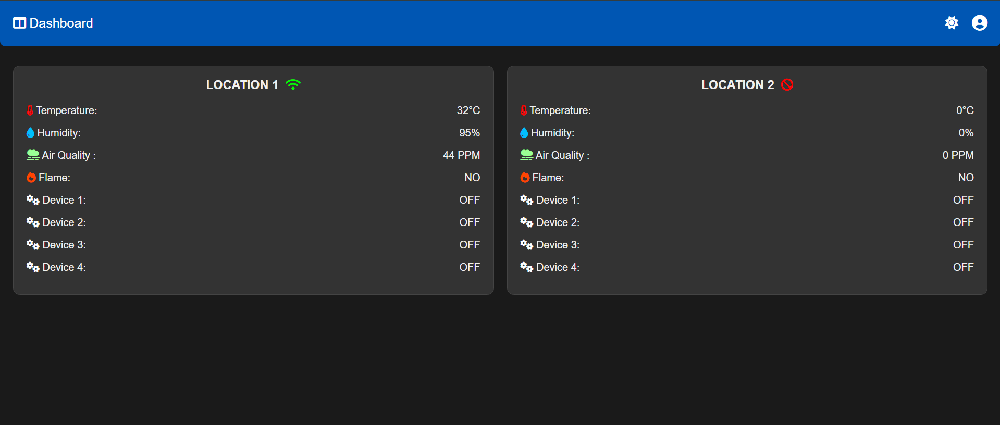 Dashboard
LOCATION 1
Temperature: 32°C
Humidity: 95%
Air Quality : 44 PPM
Flame: NO
Device 1: OFF
Device 2: OFF
Device 3: OFF
Device 4: OFF
LOCATION 2
Temperature: 0°C
Humidity: 0%
Air Quality : 0 PPM
Flame: NO
Device 1: OFF
Device 2: OFF
Device 3: OFF
Device 4: OFF